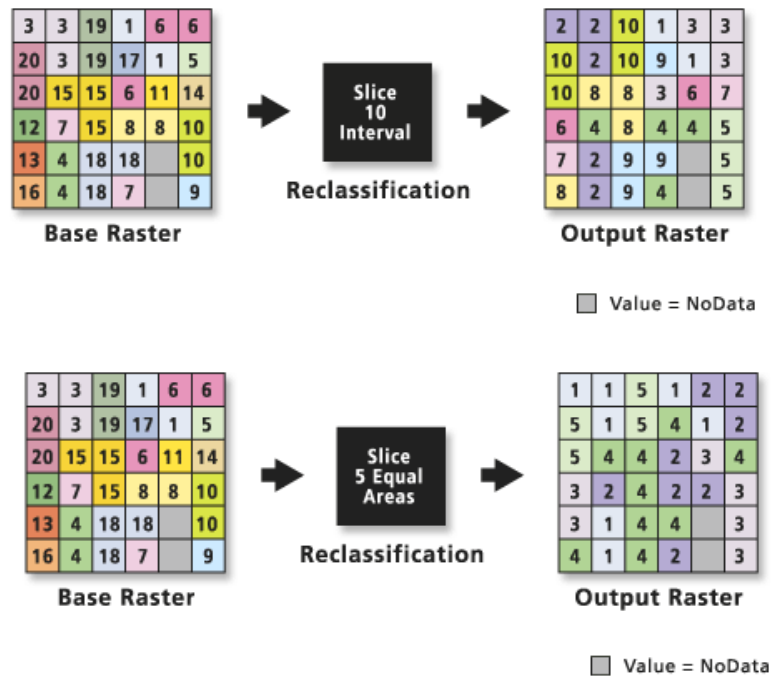 3 3 19 1 6 6
20 3 19 17 1 5
20 15 15 6 11 14
12 7 15 8 8 10
13 4 18 18 10
16 4 18 7 9
Base Raster
Slice
10
Interval
Reclassification
2 2 10 1 3 3
10 2 10 9 1 3
10 8 8 3 6 7
6 4 8 4 4 5
7 2 9 9 5
8 2 9 4 5
Output Raster
Value = NoData
3 3 19 1 6 6
20 3 19 17 1 5
20 15 15 6 11 14
12 7 15 8 8 10
13 4 18 18 10
16 4 18 7 9
Base Raster
Slice
5 Equal
Areas
Reclassification
1 1 5 1 2 2
5 1 5 4 1 2
5 4 4 2 3 4
3 2 4 2 2 3
3 1 4 4 3
4 1 4 2 3
Output Raster
Value = NoData